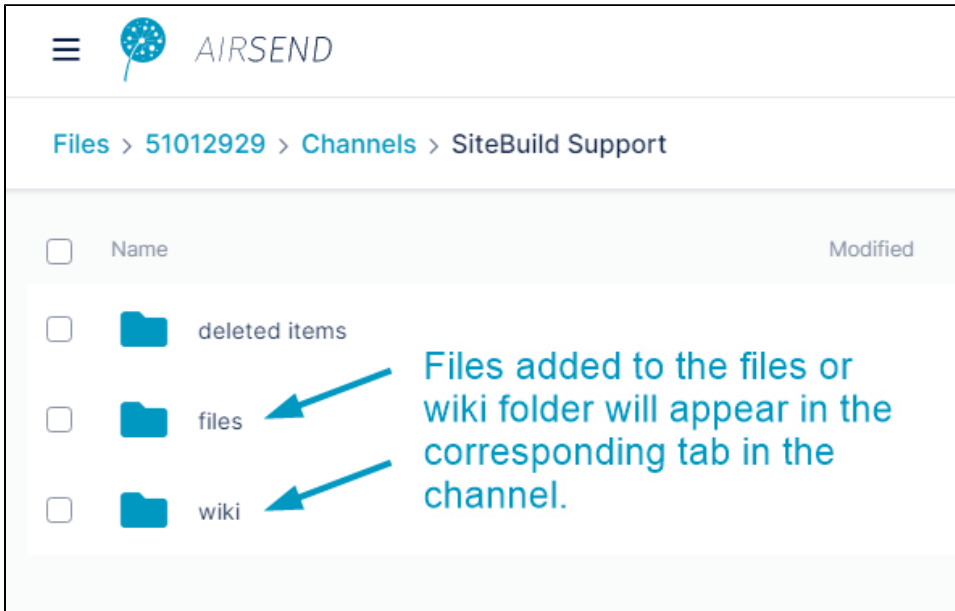 AIRSEND
Files > 51012929 > Channels > SiteBuild Support
Name Modified
deleted items
Files added to the files or
wiki folder will appear in the
corresponding tab in the
channel.
files
wiki